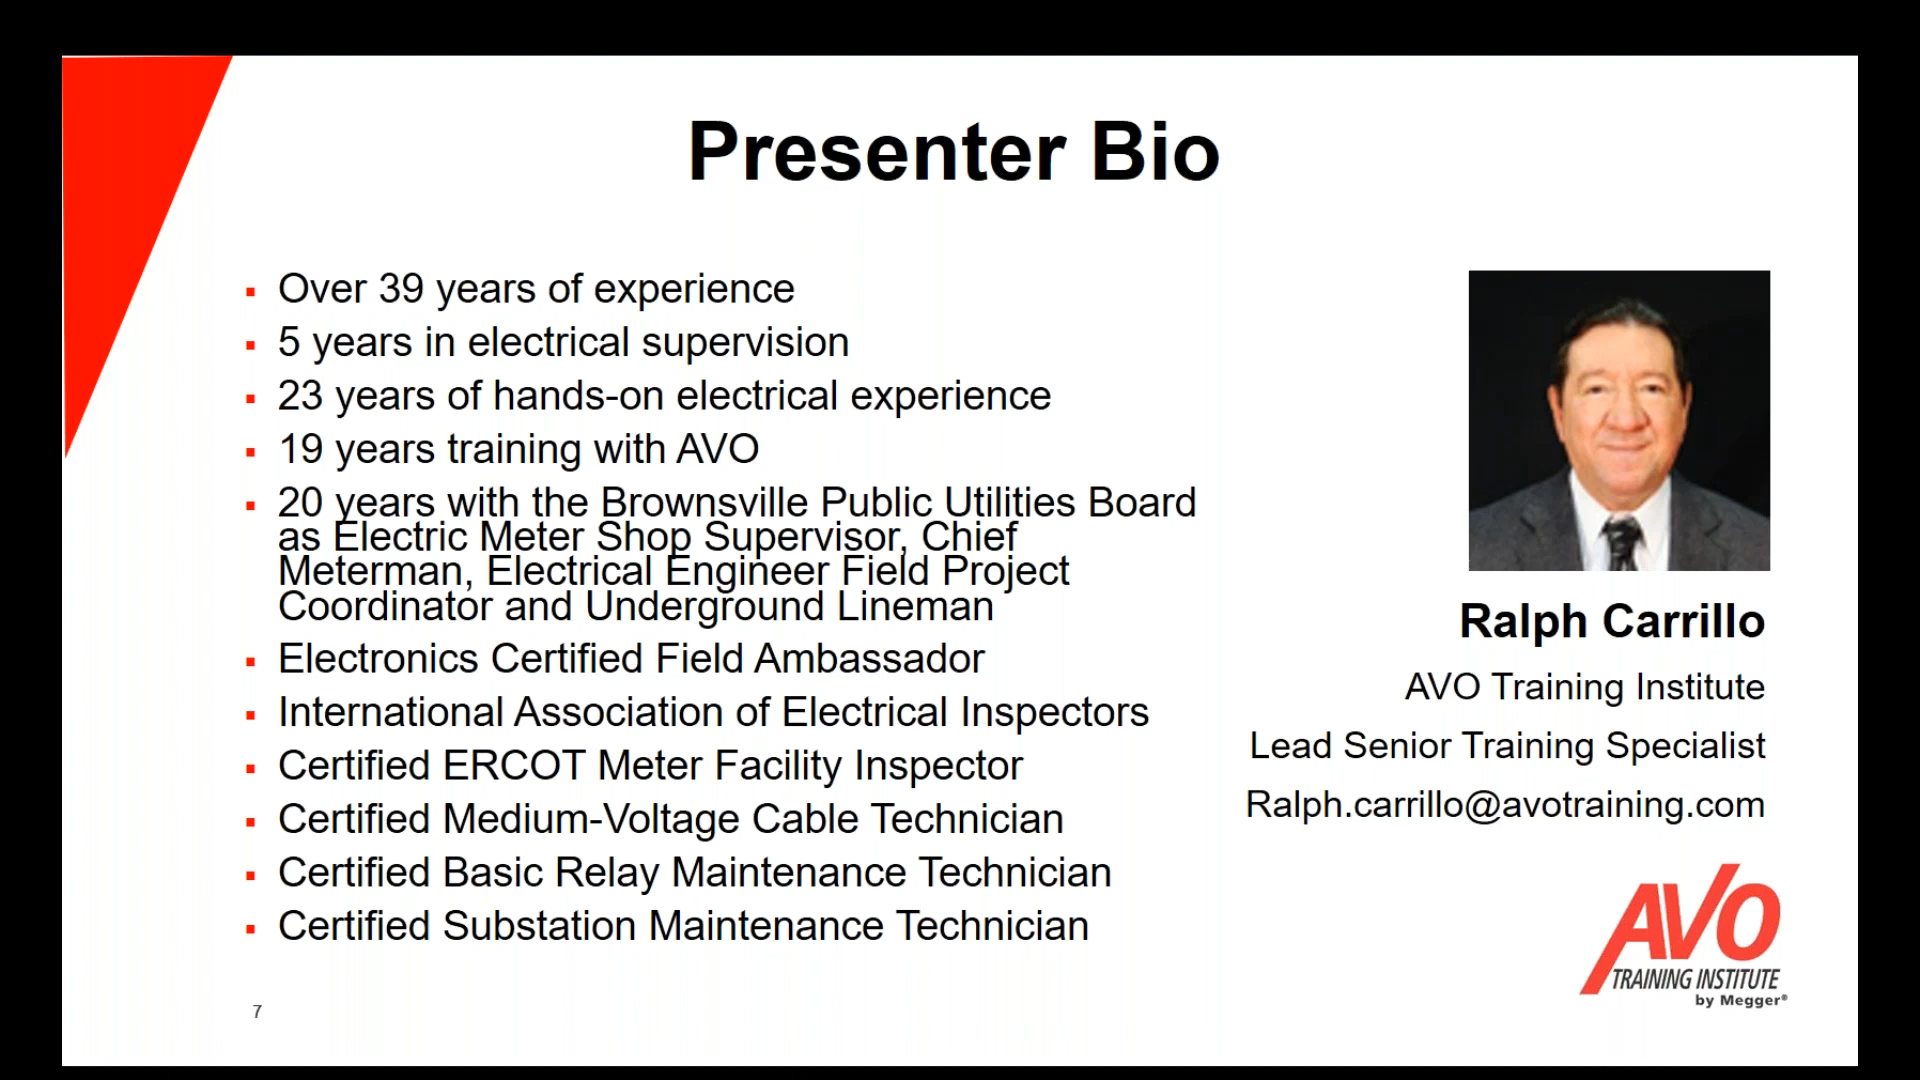 Presenter Bio
Over 39 years of experience
5 years in electrical supervision
23 years of hands-on electrical experience
19 years training with AVO
20 years with the Brownsville Public Utilities Board
as Electric Meter Shop Supervisor, Chief
Meterman, Electrical Engineer Field Project
Coordinator and Underground Lineman
Electronics Certified Field Ambassador
International Association of Electrical Inspectors
Certified ERCOT Meter Facility Inspector
Certified Medium-Voltage Cable Technician
Certified Basic Relay Maintenance Technician
Certified Substation Maintenance Technician
Ralph Carrillo
AVO Training Institute
Lead Senior Training Specialist
Ralph.carrillo@avotraining.com
AVO
TRAINING INSTITUTE
by Megger®
7